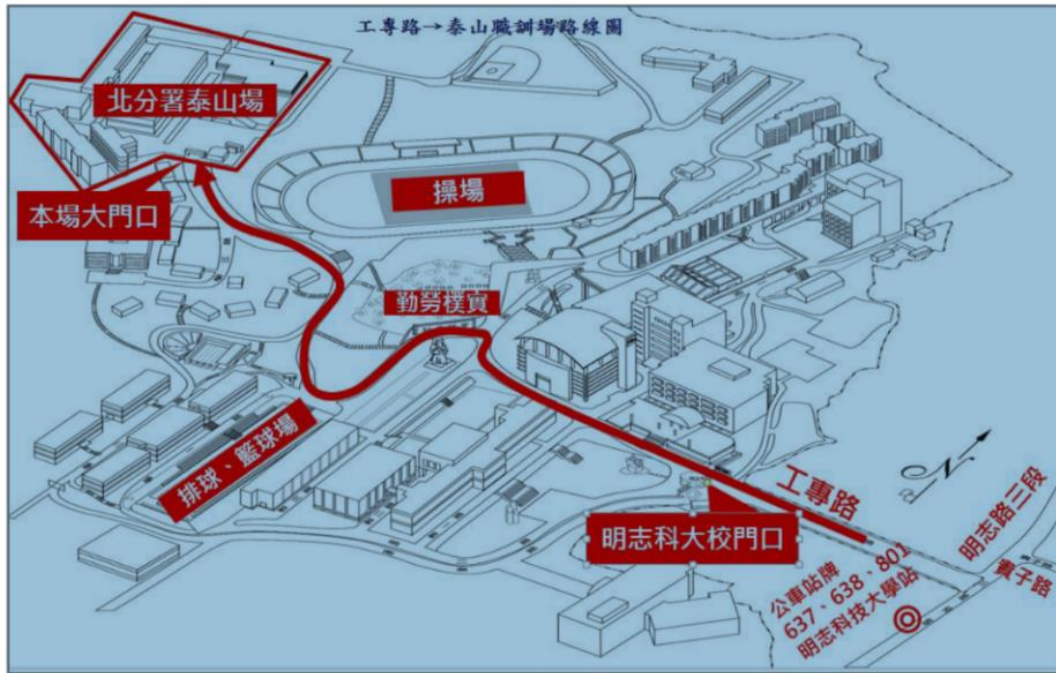 工專路→泰山職訓場路線圖
北分署泰山場
操場
本場大門口
勤勞樸實
排球、籃球場
工專路
明志科大校門口
明志路三段
貴子路
公車站牌
637、638、801
明志科技大學站
N